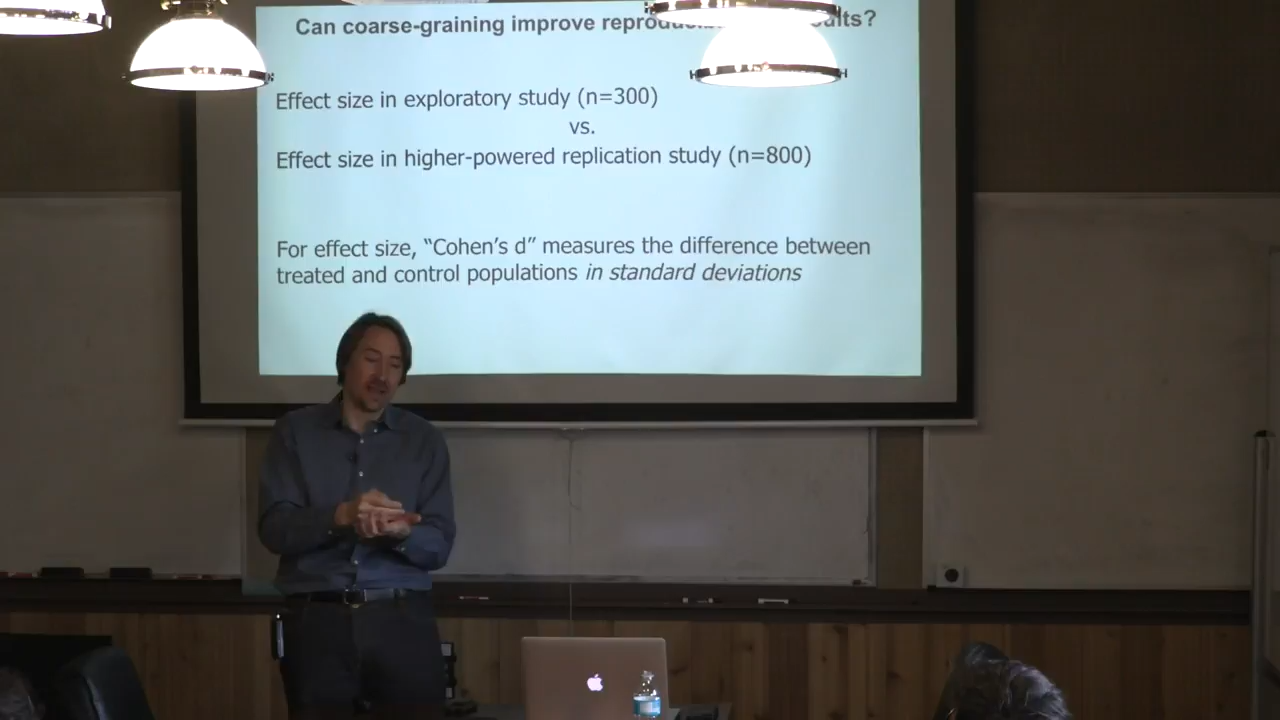 Can coarse-graining improve
Effect size in exploratory study (n=300)
vs.
Effect size in higher-powered replication study (n=800)
For effect size, “Cohen’s d” measures the difference between
treated and control populations in standard deviations